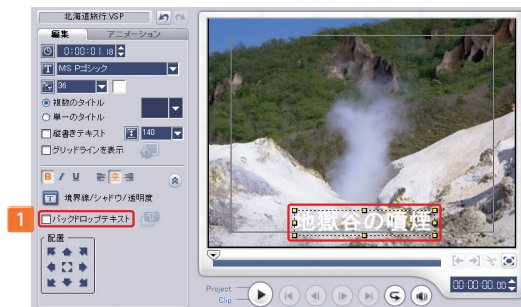 北海道旅行.VSP
編集 アニメーション
0:00:01.18
MS Pゴシック
36
複数のタイトル
単一のタイトル
縦書きテキスト 140
グリッドラインを表示
B I U
境界線/シャドウ/透明度
1 バックドロップテキスト
配置
地獄谷の噴煙
Project
Clip
00:00:00.00